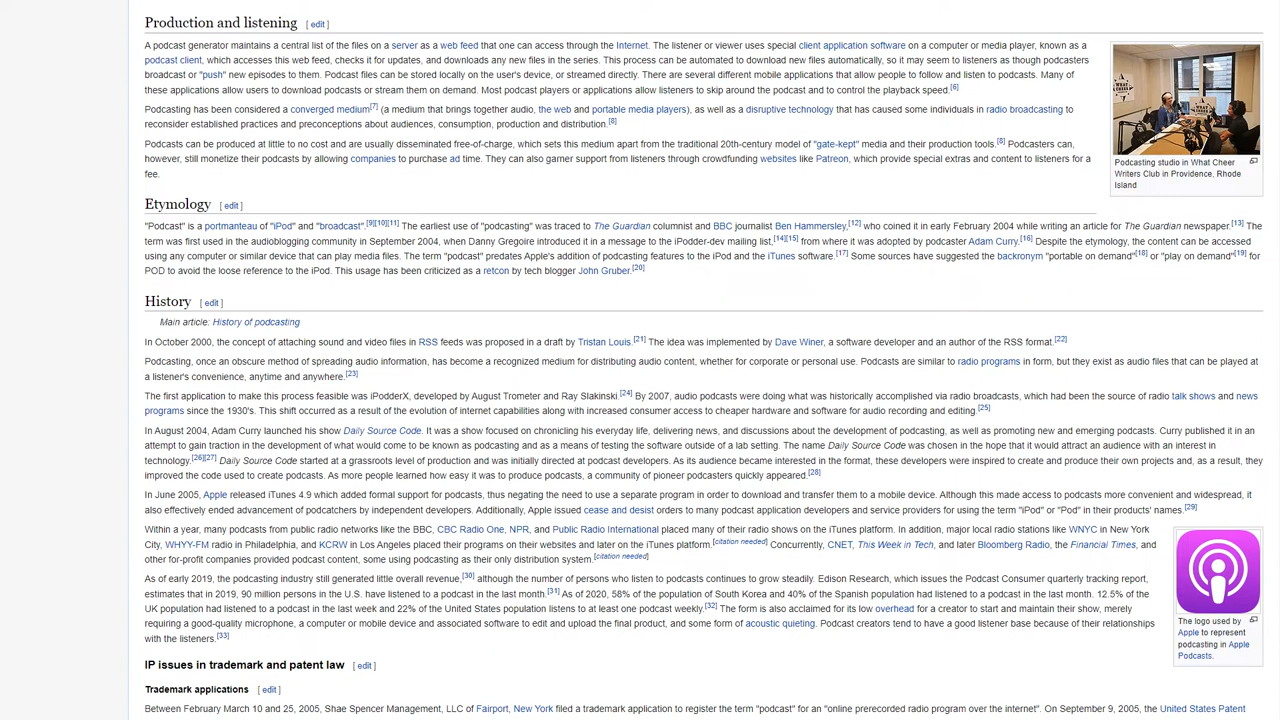 Production and listening [ edit ]
A podcast generator maintains a central list of the files on a server as a web feed that one can access through the Internet. The listener or viewer uses special client application software on a computer or media player, known as a
podcast client, which accesses this web feed, checks it for updates, and downloads any new files in the series. This process can be automated to download new files automatically, so it may seem to listeners as though podcasters
broadcast or "push" new episodes to them. Podcast files can be stored locally on the user's device, or streamed directly. There are several different mobile applications that allow people to follow and listen to podcasts. Many of
these applications allow users to download podcasts or stream them on demand. Most podcast players or applications allow listeners to skip around the podcast and to control the playback speed.[6]
Podcasting has been considered a converged medium[7] (a medium that brings together audio, the web and portable media players), as well as a disruptive technology that has caused some individuals in radio broadcasting to
reconsider established practices and preconceptions about audiences, consumption, production and distribution.[8]
Podcasts can be produced at little to no cost and are usually disseminated free-of-charge, which sets this medium apart from the traditional 20th-century model of "gate-kept" media and their production tools.[8] Podcasters can,
however, still monetize their podcasts by allowing companies to purchase ad time. They can also garner support from listeners through crowdfunding websites like Patreon, which provide special extras and content to listeners for a
fee.
Podcasting studio in What Cheer
Writers Club in Providence, Rhode
Island
Etymology [ edit ]
"Podcast" is a portmanteau of "iPod" and "broadcast".[9][10][11] The earliest use of "podcasting" was traced to The Guardian columnist and BBC journalist Ben Hammersley,[12] who coined it in early February 2004 while writing an article for The Guardian newspaper.[13] The
term was first used in the audioblogging community in September 2004, when Danny Gregoire introduced it in a message to the iPodder-dev mailing list,[14][15] from where it was adopted by podcaster Adam Curry.[16] Despite the etymology, the content can be accessed
using any computer or similar device that can play media files. The term "podcast" predates Apple's addition of podcasting features to the iPod and the iTunes software.[17] Some sources have suggested the backronym "portable on demand"[18] or "play on demand"[19] for
POD to avoid the loose reference to the iPod. This usage has been criticized as a retcon by tech blogger John Gruber.[20]
History [ edit ]
Main article: History of podcasting
In October 2000, the concept of attaching sound and video files in RSS feeds was proposed in a draft by Tristan Louis.[21] The idea was implemented by Dave Winer, a software developer and an author of the RSS format.[22]
Podcasting, once an obscure method of spreading audio information, has become a recognized medium for distributing audio content, whether for corporate or personal use. Podcasts are similar to radio programs in form, but they exist as audio files that can be played at
a listener's convenience, anytime and anywhere.[23]
The first application to make this process feasible was iPodderX, developed by August Trometer and Ray Slakinski.[24] By 2007, audio podcasts were doing what was historically accomplished via radio broadcasts, which had been the source of radio talk shows and news
programs since the 1930's. This shift occurred as a result of the evolution of internet capabilities along with increased consumer access to cheaper hardware and software for audio recording and editing.[25]
In August 2004, Adam Curry launched his show Daily Source Code. It was a show focused on chronicling his everyday life, delivering news, and discussions about the development of podcasting, as well as promoting new and emerging podcasts. Curry published it in an
attempt to gain traction in the development of what would come to be known as podcasting and as a means of testing the software outside of a lab setting. The name Daily Source Code was chosen in the hope that it would attract an audience with an interest in
technology.[26][27] Daily Source Code started at a grassroots level of production and was initially directed at podcast developers. As its audience became interested in the format, these developers were inspired to create and produce their own projects and, as a result, they
improved the code used to create podcasts. As more people learned how easy it was to produce podcasts, a community of pioneer podcasters quickly appeared.[28]
In June 2005, Apple released iTunes 4.9 which added formal support for podcasts, thus negating the need to use a separate program in order to download and transfer them to a mobile device. Although this made access to podcasts more convenient and widespread, it
also effectively ended advancement of podcatchers by independent developers. Additionally, Apple issued cease and desist orders to many podcast application developers and service providers for using the term "iPod" or "Pod" in their products' names.[29]
Within a year, many podcasts from public radio networks like the BBC, CBC Radio One, NPR, and Public Radio International placed many of their radio shows on the iTunes platform. In addition, major local radio stations like WNYC in New York
City, WHYY-FM radio in Philadelphia, and KCRW in Los Angeles placed their programs on their websites and later on the iTunes platform.[citation needed] Concurrently, CNET, This Week in Tech, and later Bloomberg Radio, the Financial Times, and
other for-profit companies provided podcast content, some using podcasting as their only distribution system.[citation needed]
As of early 2019, the podcasting industry still generated little overall revenue,[30] although the number of persons who listen to podcasts continues to grow steadily. Edison Research, which issues the Podcast Consumer quarterly tracking report,
estimates that in 2019, 90 million persons in the U.S. have listened to a podcast in the last month.[31] As of 2020, 58% of the population of South Korea and 40% of the Spanish population had listened to a podcast in the last month. 12.5% of the
UK population had listened to a podcast in the last week and 22% of the United States population listens to at least one podcast weekly.[32] The form is also acclaimed for its low overhead for a creator to start and maintain their show, merely
requiring a good-quality microphone, a computer or mobile device and associated software to edit and upload the final product, and some form of acoustic quieting. Podcast creators tend to have a good listener base because of their relationships
with the listeners.[33]
The logo used by
Apple to represent
podcasting in Apple
Podcasts.
IP issues in trademark and patent law [ edit ]
Trademark applications [ edit ]
Between February March 10 and 25, 2005, Shae Spencer Management, LLC of Fairport, New York filed a trademark application to register the term "podcast" for an "online prerecorded radio program over the internet". On September 9, 2005, the United States Patent